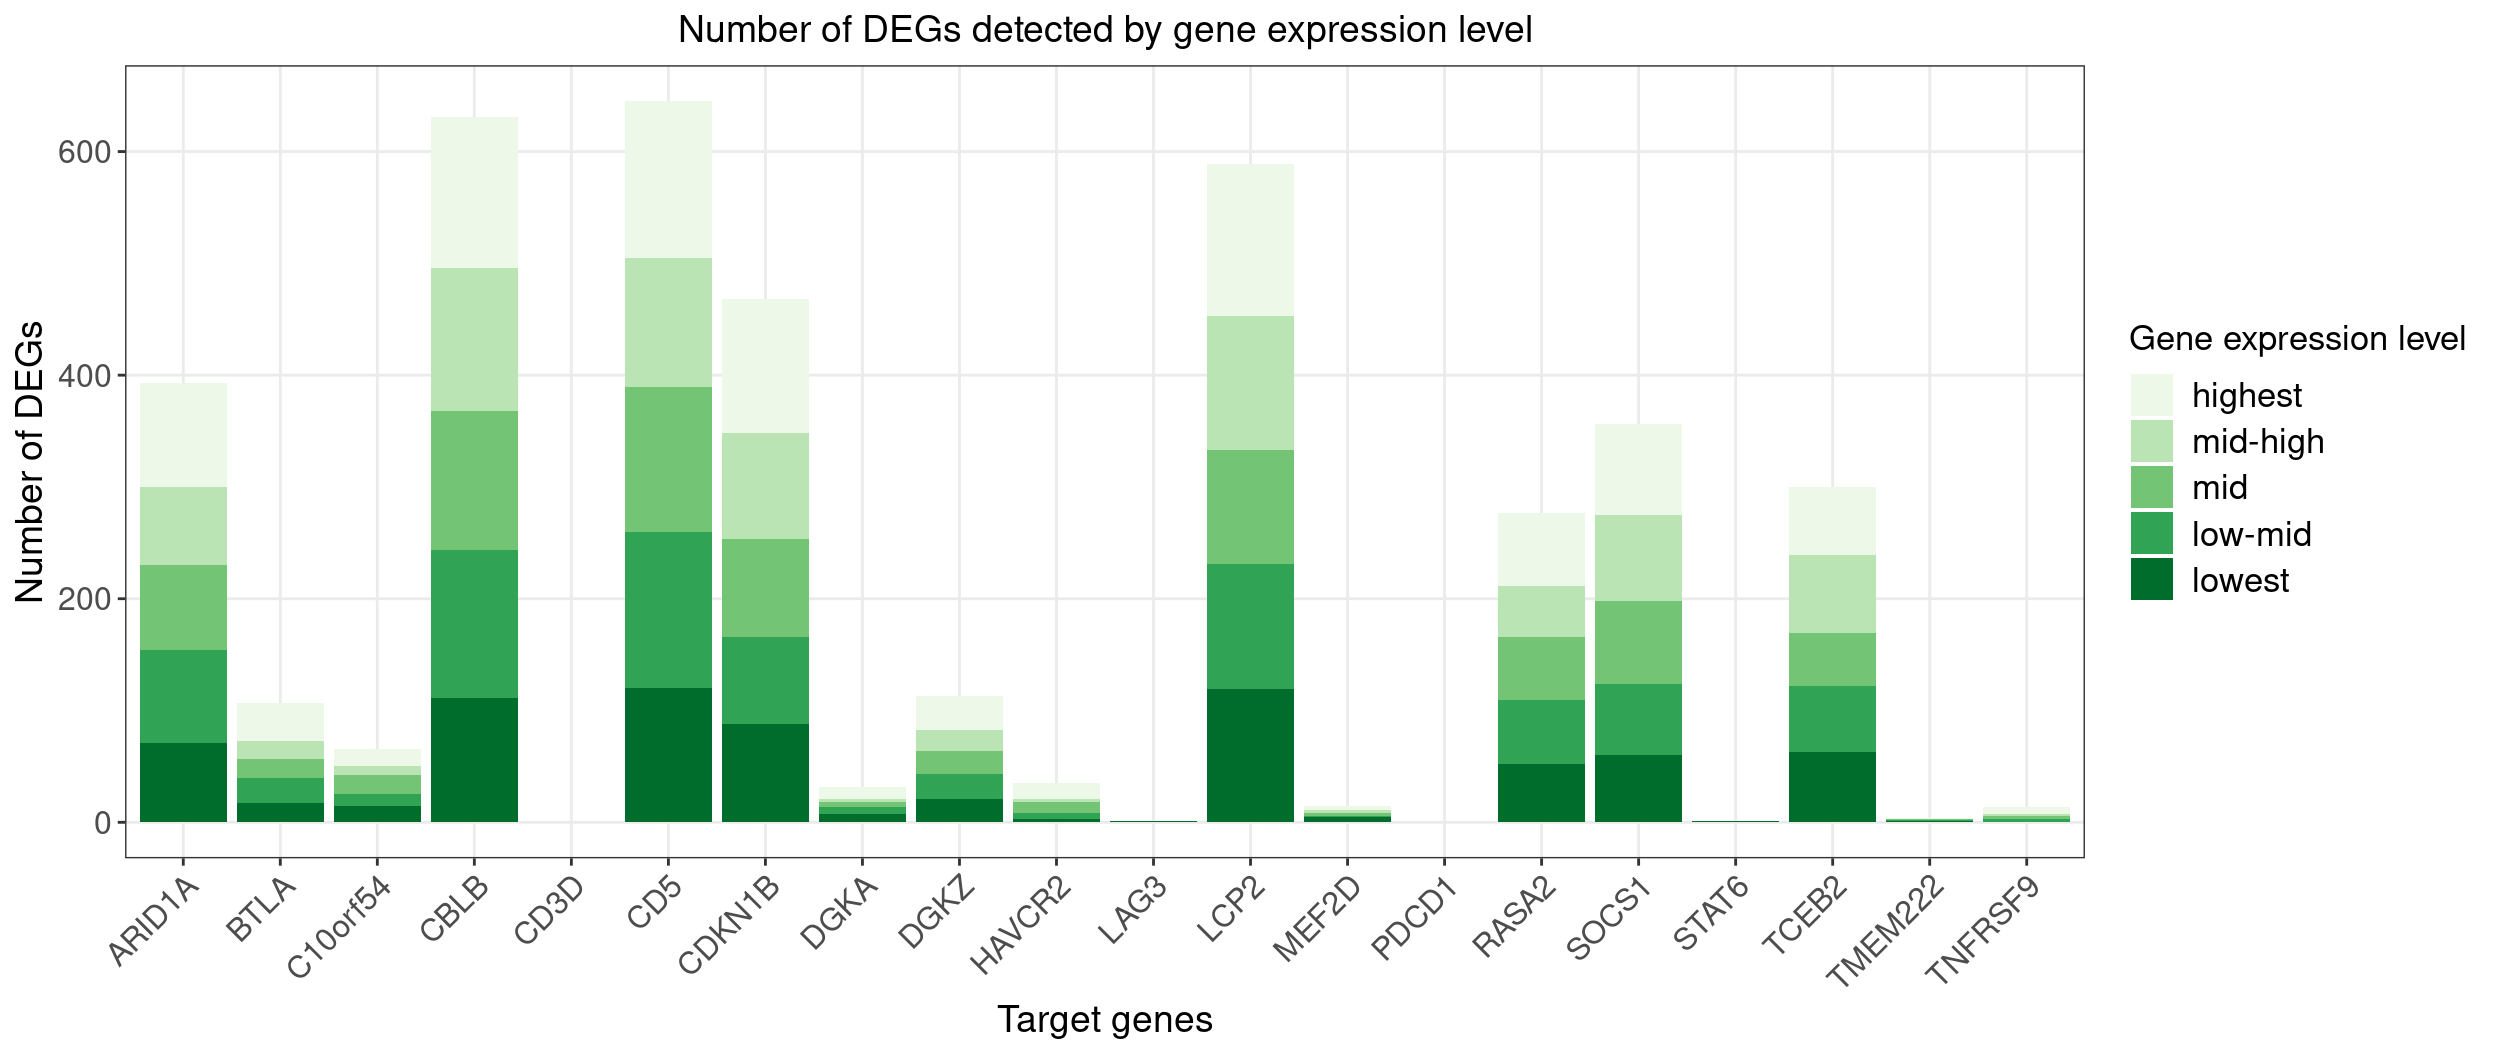 Number of DEGs detected by gene expression level
Number of DEGs
600
400
200
0
ARID1A
BTLA
C10orf54
CBLB
CD3D
CD5
CDKN1B
DGKA
DGKZ
HAVCR2
LAG3
LCP2
MEF2D
PDCD1
RASA2
SOCS1
STAT6
TCEB2
TMEM222
TNFRSF9
Target genes
Gene expression level
highest
mid-high
mid
low-mid
lowest